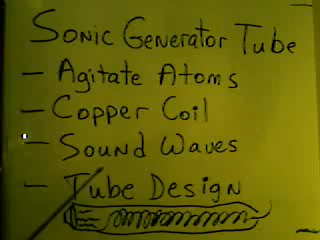 Sonic Generator Tube
- Agitate Atoms
- Copper Coil
- Sound Waves
- Tube Design